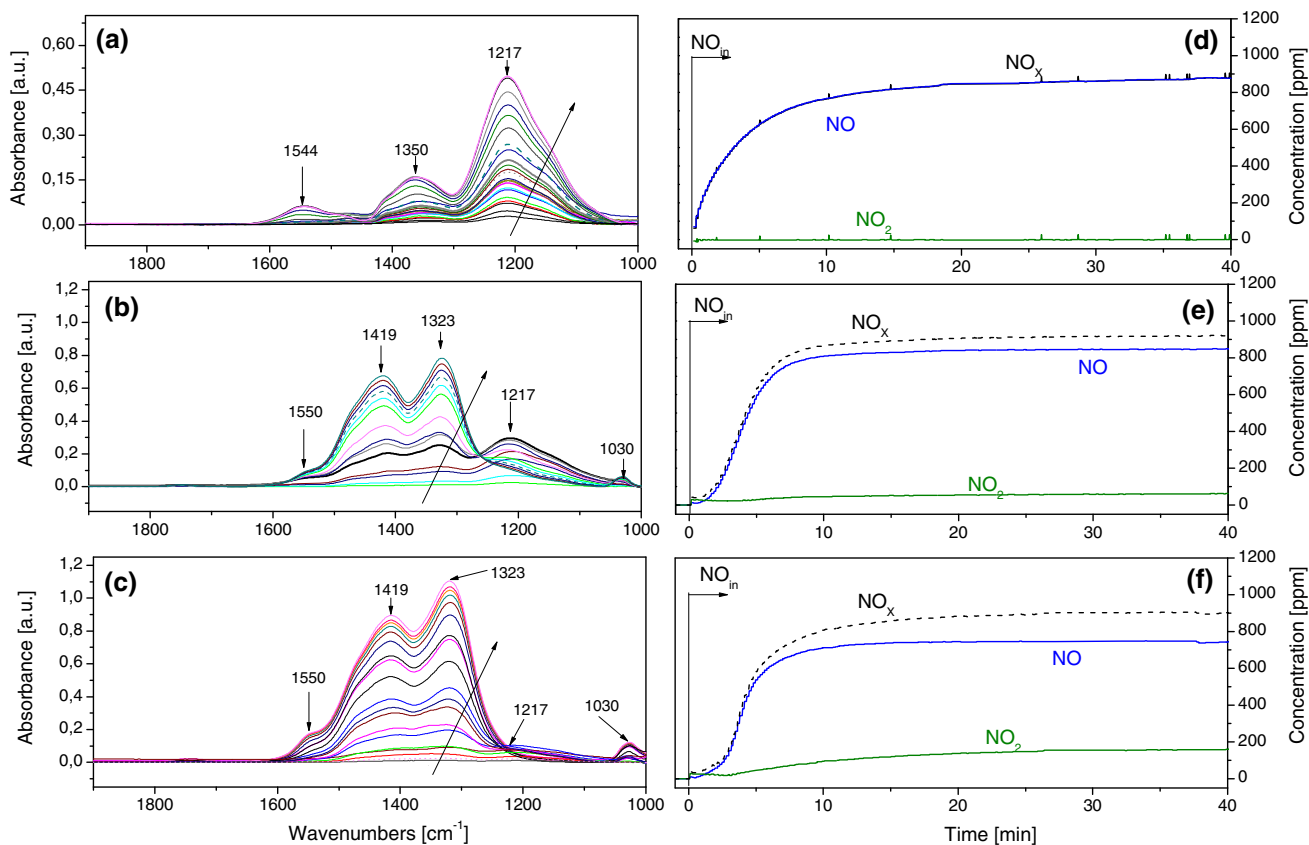 (a)
Absorbance [a.u.]
0,60
0,45
0,30
0,15
0,00
1544
1350
1217
1800 1600 1400 1200 1000
(d)
NOin
NOX
NO
NO2
1200
1000
800
600
400
200
0
Concentration [ppm]
0 10 20 30 40
(b)
Absorbance [a.u.]
1,2
1,0
0,8
0,6
0,4
0,2
0,0
1550
1419
1323
1217
1030
1800 1600 1400 1200 1000
(e)
NOin
NOX
NO
NO2
1200
1000
800
600
400
200
0
Concentration [ppm]
0 10 20 30 40
(c)
Absorbance [a.u.]
1,2
1,0
0,8
0,6
0,4
0,2
0,0
1550
1419
1323
1217
1030
1800 1600 1400 1200 1000
Wavenumbers [cm-1]
(f)
NOin
NOX
NO
NO2
1200
1000
800
600
400
200
0
Concentration [ppm]
0 10 20 30 40
Time [min]